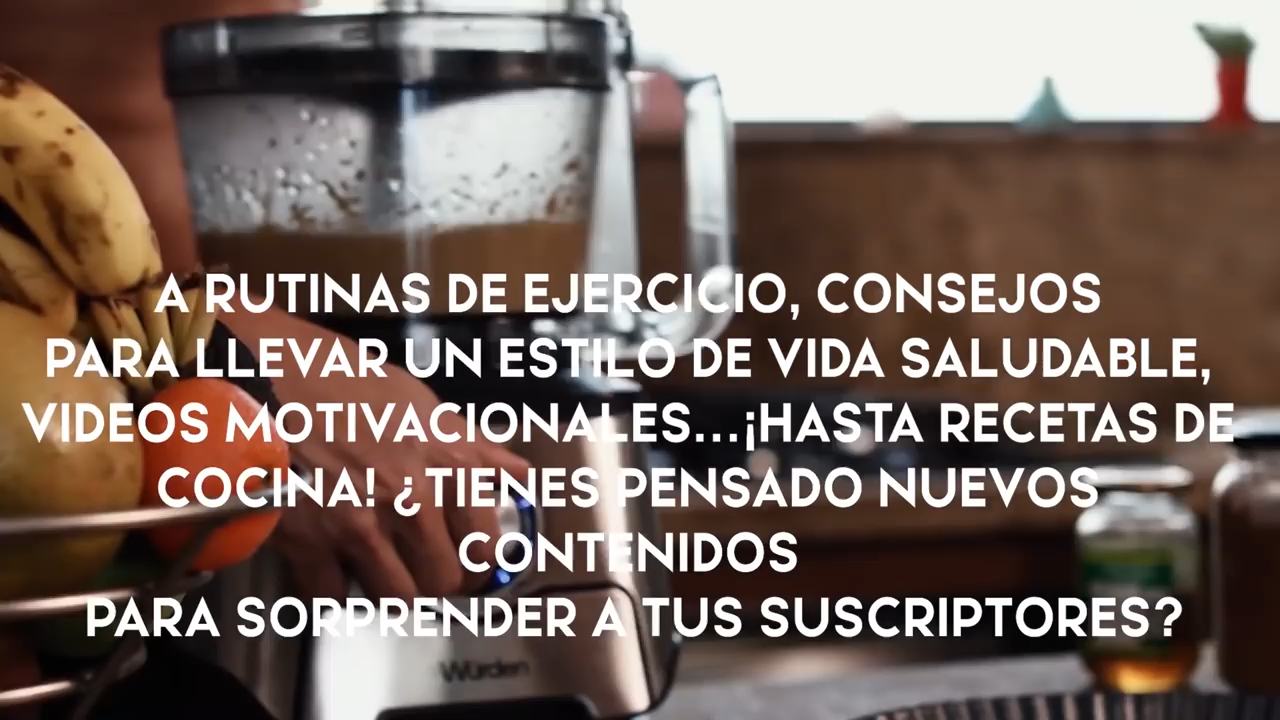 A RUTINAS DE EJERCICIO, CONSEJOS
PARA LLEVAR UN ESTILO DE VIDA SALUDABLE,
VIDEOS MOTIVACIONALES...¡HASTA RECETAS DE
COCINA! ¿TIENES PENSADO NUEVOS
CONTENIDOS
PARA SORPRENDER A TUS SUSCRIPTORES?
Würden